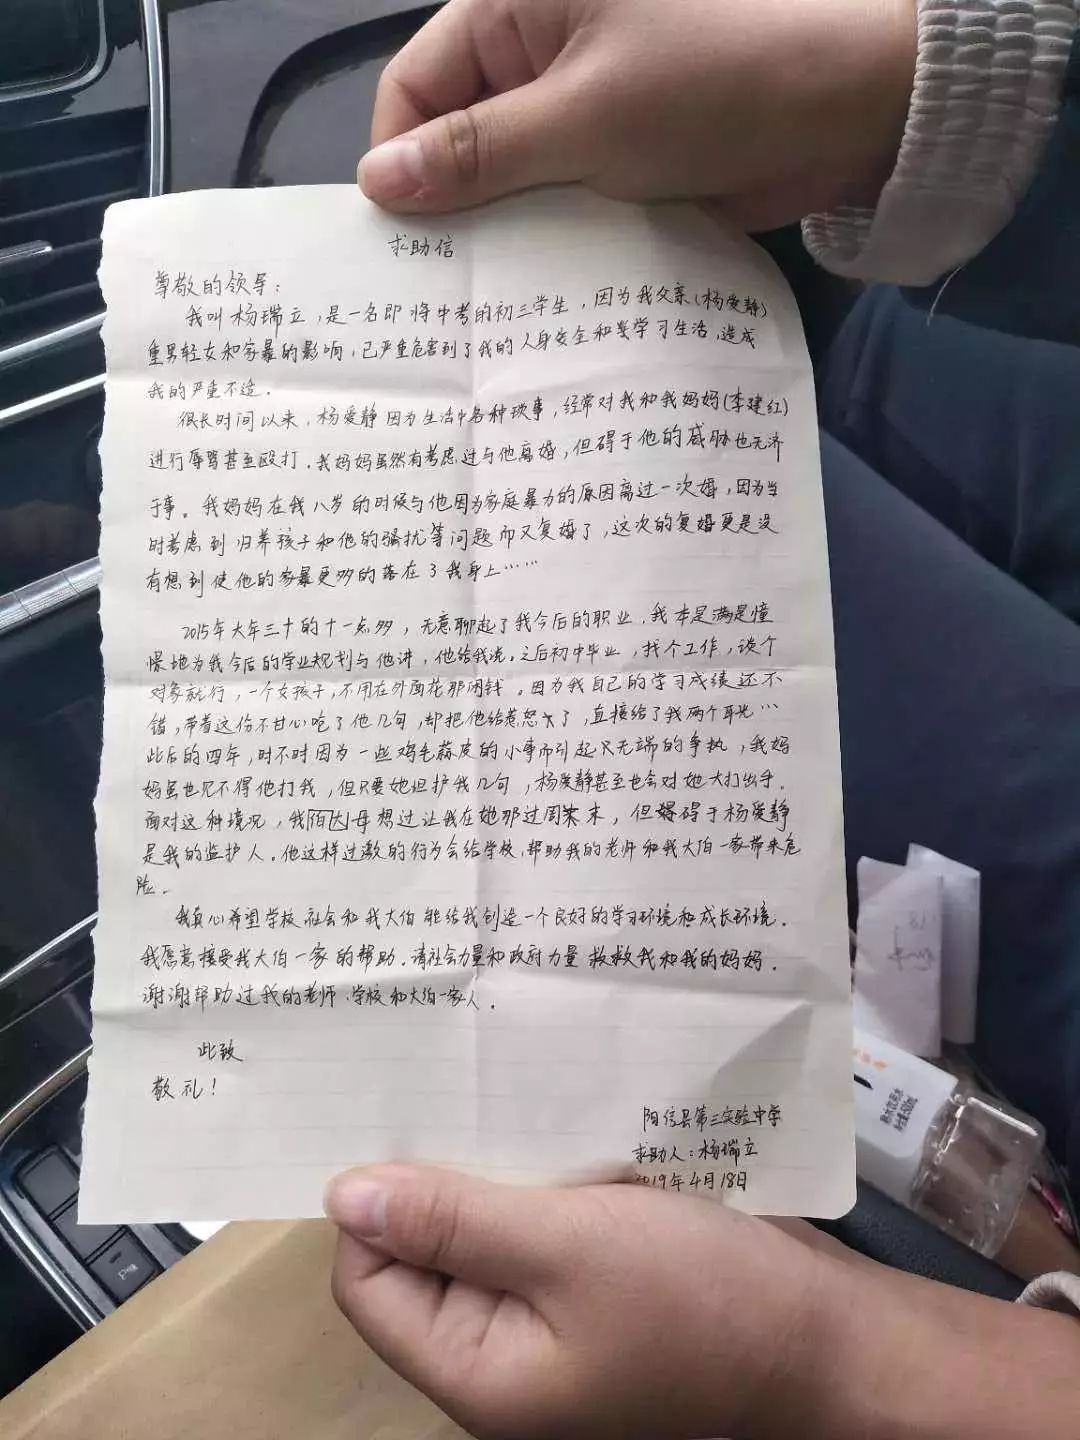 求助信
尊敬的领导：
我叫杨瑞立，是一名即将中考的初三学生，因为我父亲（杨爱静）
重男轻女和家暴的影响，已严重危害到了我的人身安全和学习生活，造成
我的严重不适。
很长时间以来，杨爱静因为生活中各种琐事，经常对我和我妈妈（李建红）
进行辱骂甚至殴打。我妈妈虽然有考虑过与他离婚，但碍于他的威胁也无济
于事。我妈妈在我八岁的时候与他因为家庭暴力的原因离过一次婚，因为当
时考虑到归养孩子和他的骚扰等问题而又复婚了，这次的复婚更是没
有想到使他的家暴更多的落在了我身上……
2015年大年三十的十一点多，无意聊起了我今后的职业，我本是满是憧
憬地为我今后的学业规划与他讲，他给我说。之后初中毕业，找个工作，谈个
对象就行，一个女孩子，不用在外面花那闲钱。因为我自己的学习成绩还不
错，带着这份不甘心吃了他几句，却把他给惹怒了，直接给了我两个耳光…
此后的四年，时不时因为一些鸡毛蒜皮的小事而引起无端的争执，我妈
妈虽也见不得他打我，但只要她袒护我几句，杨爱静甚至也会对她大打出手。
面对这种境况，我大母想过让我在她那过周末，但碍于杨爱静
是我的监护人。他这样过激的行为会给学校，帮助我的老师和我大伯一家带来危
险。
我真心希望学校社会和我大伯能给我创造一个良好的学习环境和成长环境。
我愿意接受我大伯一家的帮助。请社会力量和政府力量救救我和我的妈妈。
谢谢帮助过我的老师、学校和大伯一家人。
此致
敬礼！
阳信县第三实验中学
求助人：杨瑞立
2019年4月18日